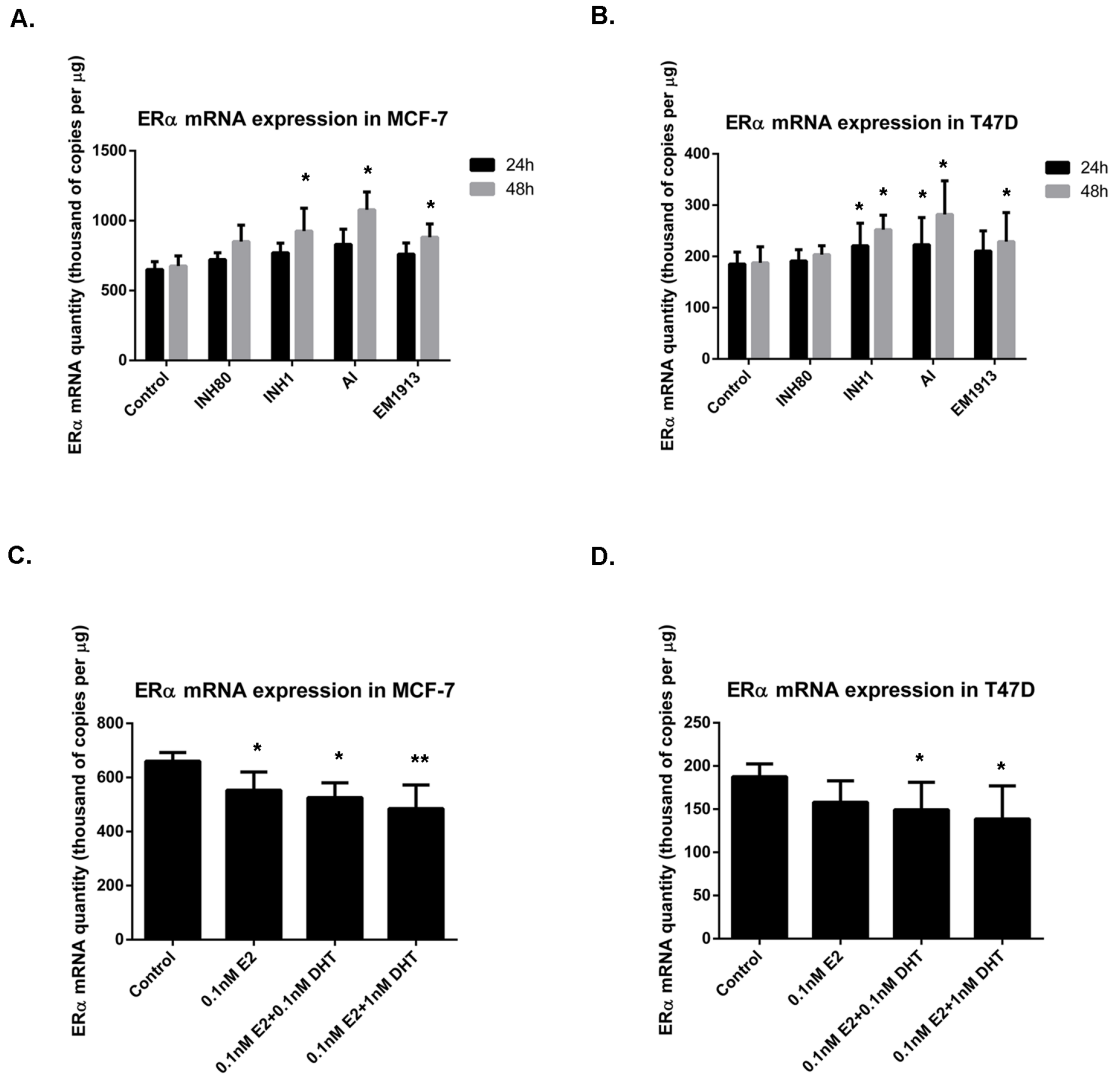 A.
ERα mRNA expression in MCF-7
ERα mRNA quantity (thousand of copies per μg)
1500
1000
500
0
* * *
24h
48h
Control
INH80
INH1
AI
EM1913
B.
ERα mRNA expression in T47D
ERα mRNA quantity (thousand of copies per μg)
400
300
200
100
0
* * * * *
24h
48h
Control
INH80
INH1
AI
EM1913
C.
ERα mRNA expression in MCF-7
ERα mRNA quantity (thousand of copies per μg)
800
600
400
200
0
* * **
Control
0.1nM E2
0.1nM E2+0.1nM DHT
0.1nM E2+1nM DHT
D.
ERα mRNA expression in T47D
ERα mRNA quantity (thousand of copies per μg)
250
200
150
100
50
0
* *
Control
0.1nM E2
0.1nM E2+0.1nM DHT
0.1nM E2+1nM DHT